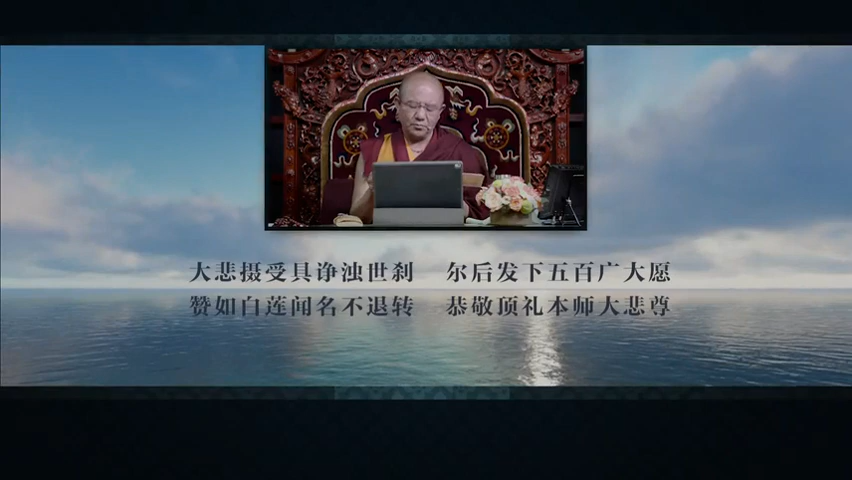 大悲摄受具诤浊世刹　尔后发下五百广大愿
赞如白莲闻名不退转　恭敬顶礼本师大悲尊